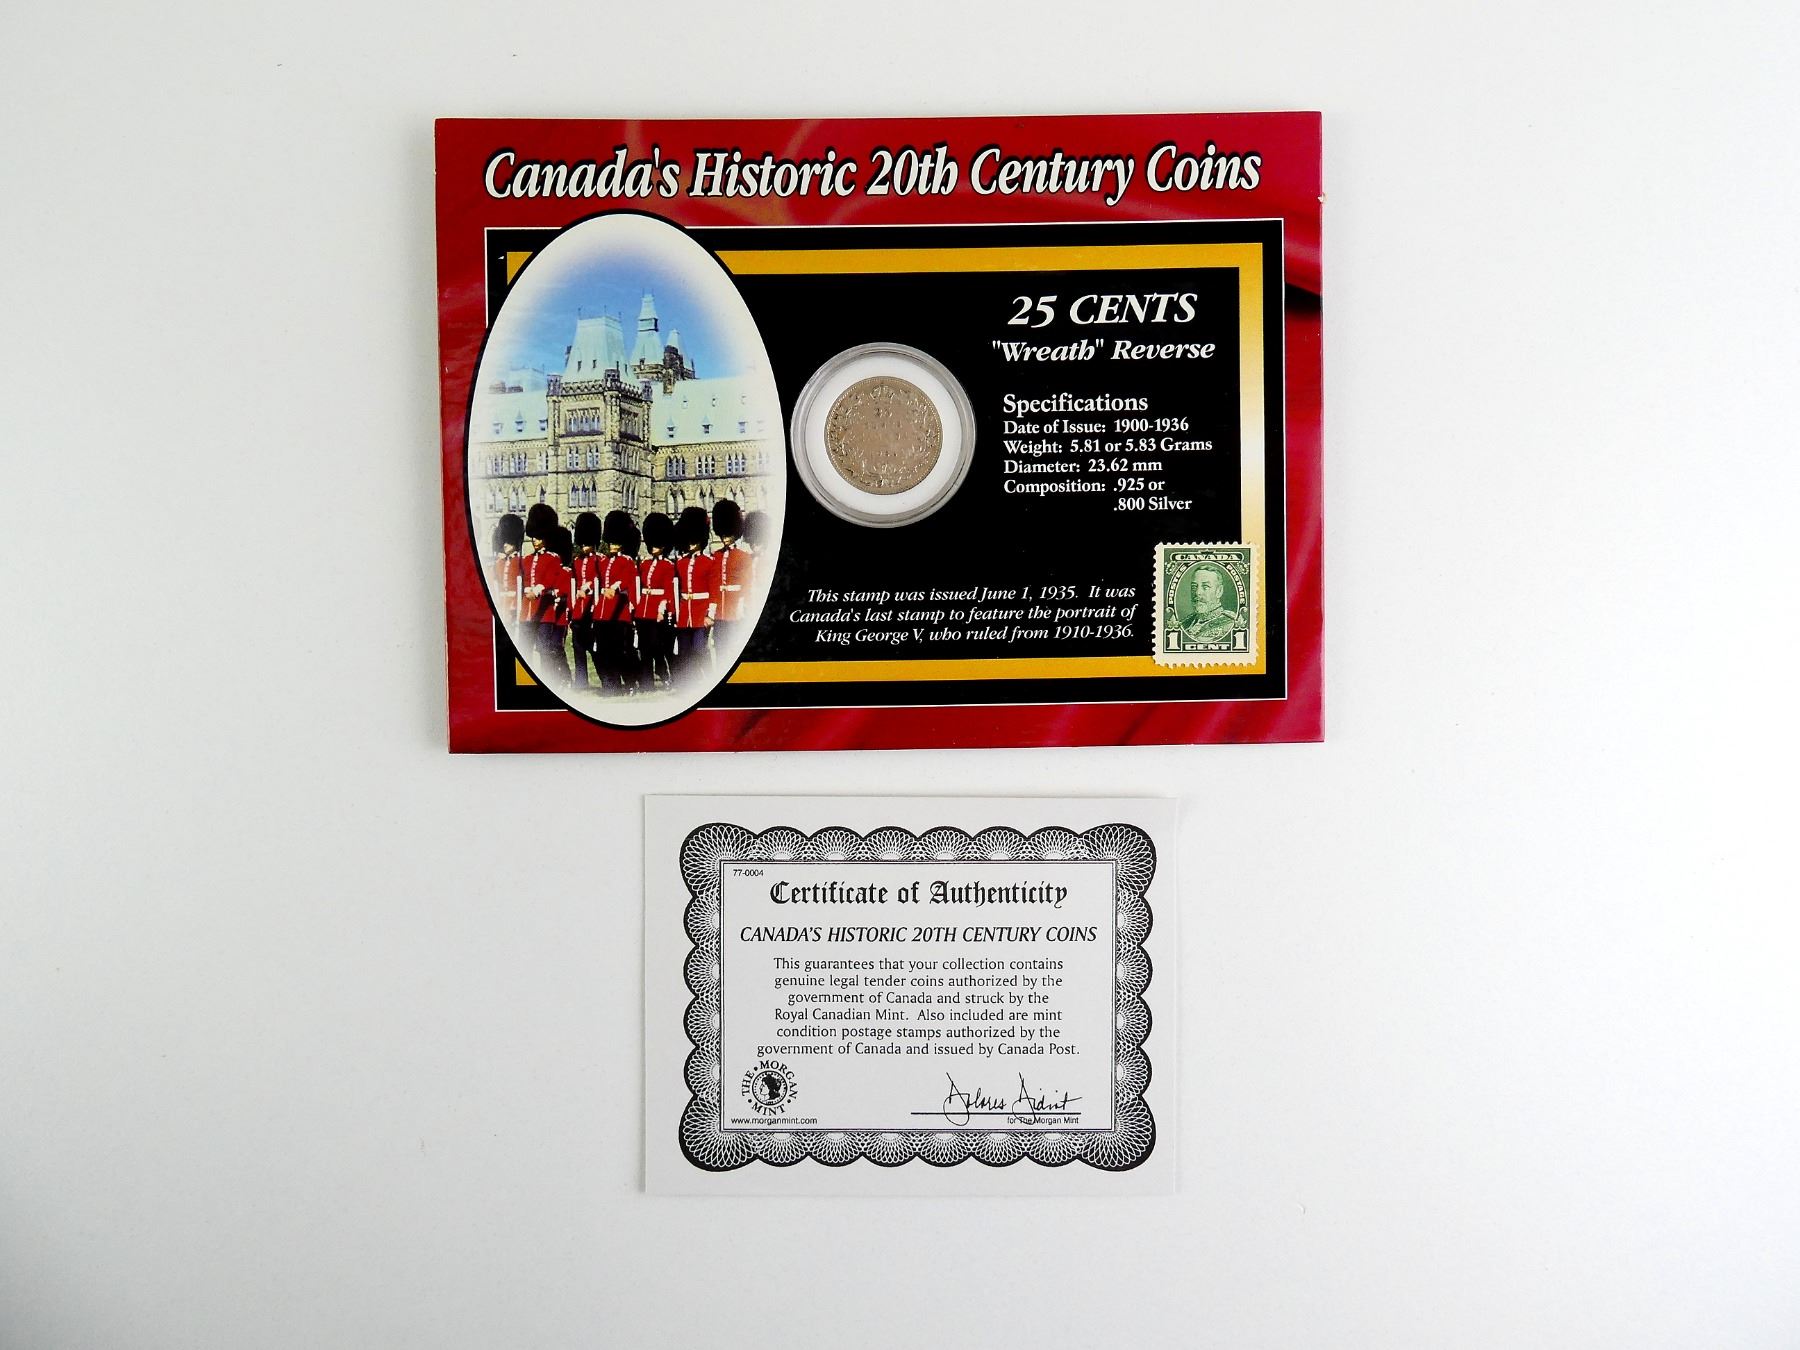 Canada's Historic 20th Century Coins
25 CENTS
"Wreath" Reverse
Specifications
Date of Issue: 1900-1936
Weight: 5.81 or 5.83 Grams
Diameter: 23.62 mm
Composition: .925 or
.800 Silver
This stamp was issued June 1, 1935. It was
Canada's last stamp to feature the portrait of
King George V, who ruled from 1910-1936.
CANADA
POSTES
POSTAGE
1 CENT 1
77-0004
Certificate of Authenticity
CANADA'S HISTORIC 20TH CENTURY COINS
This guarantees that your collection contains
genuine legal tender coins authorized by the
government of Canada and struck by the
Royal Canadian Mint. Also included are mint
condition postage stamps authorized by the
government of Canada and issued by Canada Post.
THE MORGAN MINT
www.morganmint.com
for The Morgan Mint